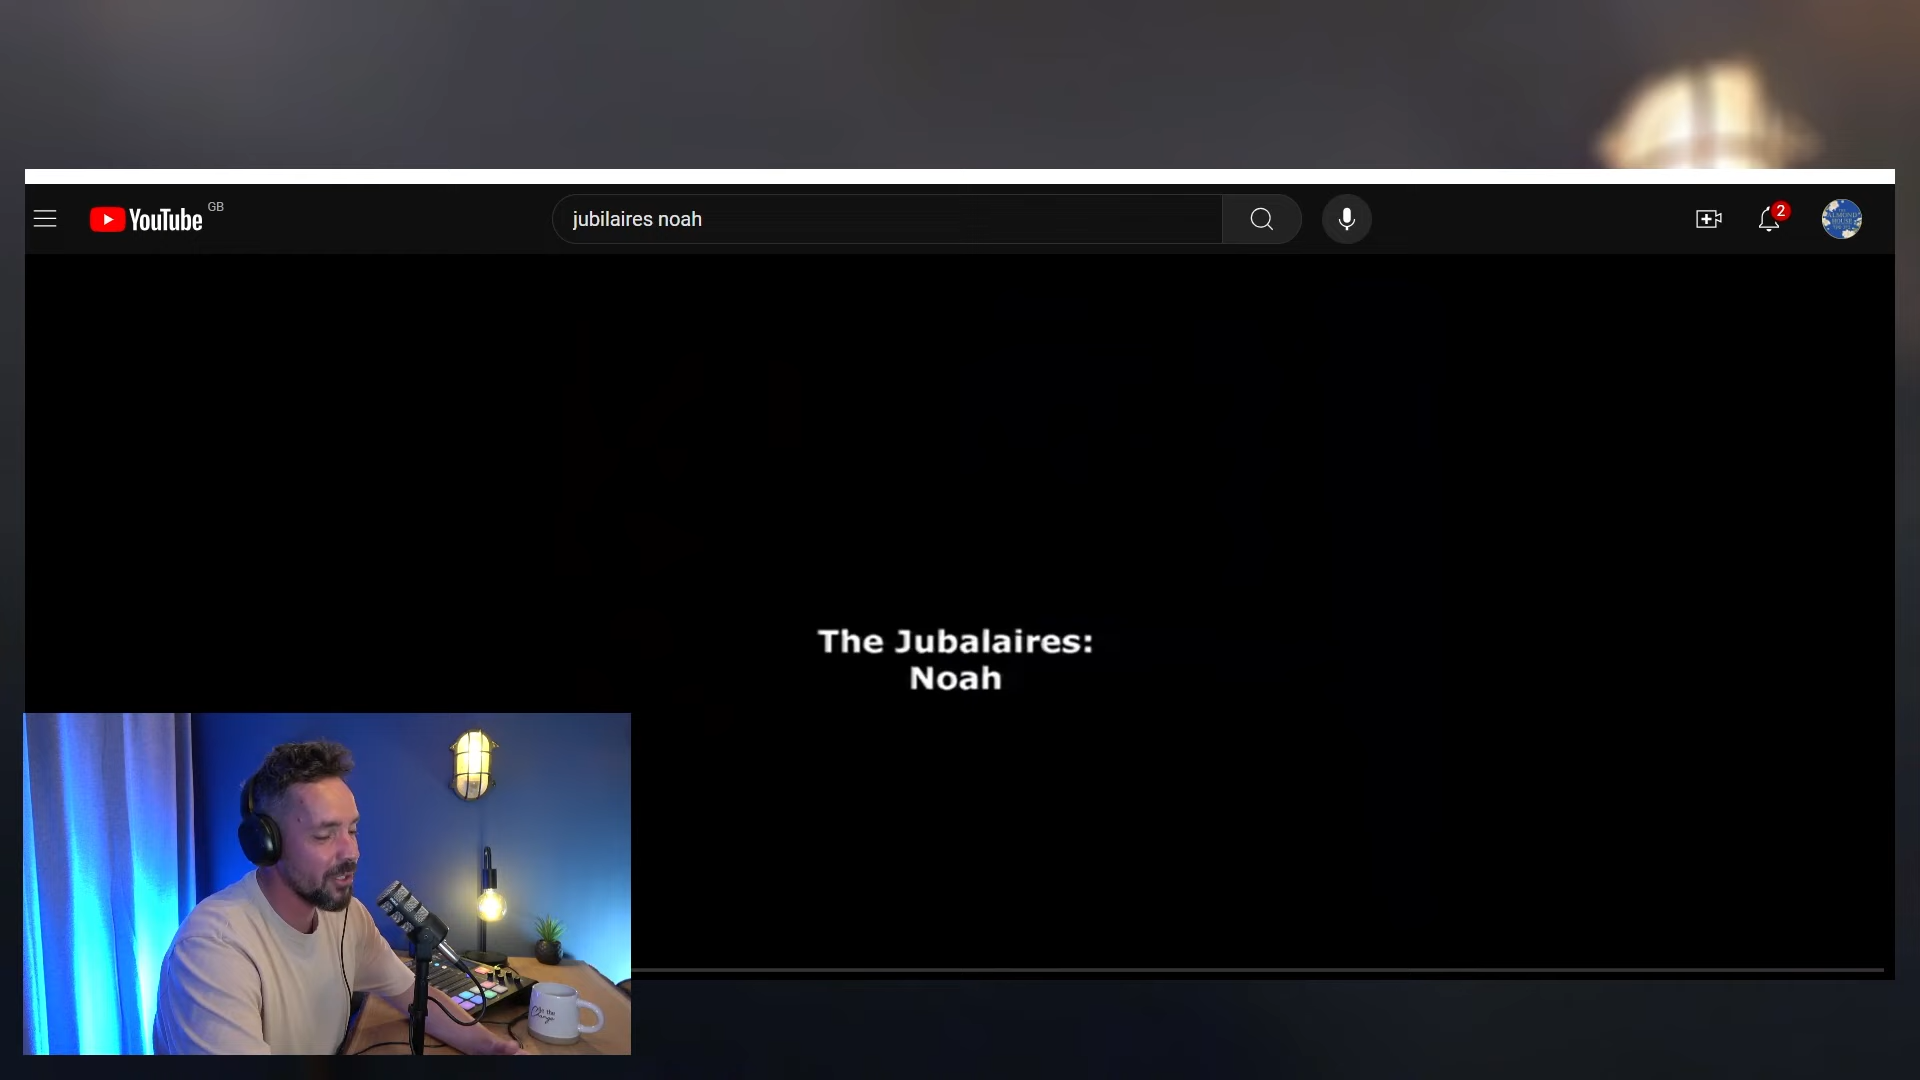 YouTube GB
jubilaires noah
2
The Jubalaires:
Noah